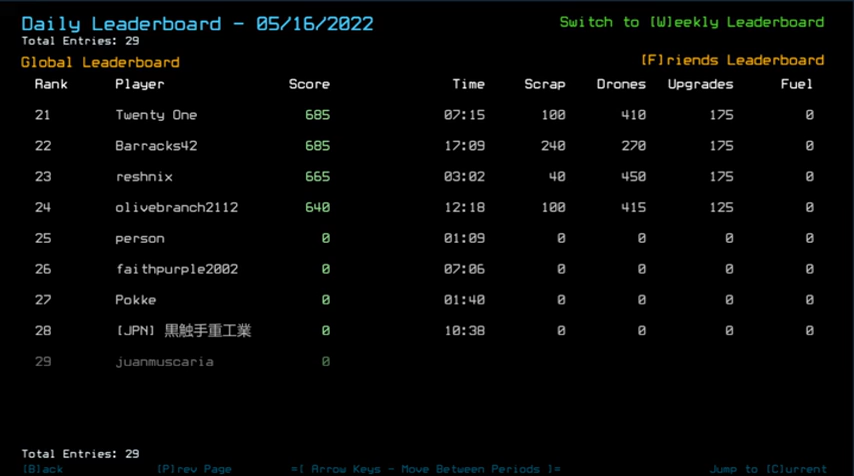 Daily Leaderboard - 05/16/2022 Switch to [W]eekly Leaderboard
Total Entries: 29
Global Leaderboard [F]riends Leaderboard
Rank Player Score Time Scrap Drones Upgrades Fuel
21 Twenty One 685 07:15 100 410 175 0
22 Barracks42 685 17:09 240 270 175 0
23 reshnix 665 03:02 40 450 175 0
24 olivebranch2112 640 12:18 100 415 125 0
25 person 0 01:09 0 0 0 0
26 faithpurple2002 0 07:06 0 0 0 0
27 Pokke 0 01:40 0 0 0 0
28 [JPN] 黒触手重工業 0 10:38 0 0 0 0
29 juanmuscaria 0
Total Entries: 29
[B]ack [P]rev Page =[ Arrow Keys - Move Between Periods ]= Jump to [C]urrent